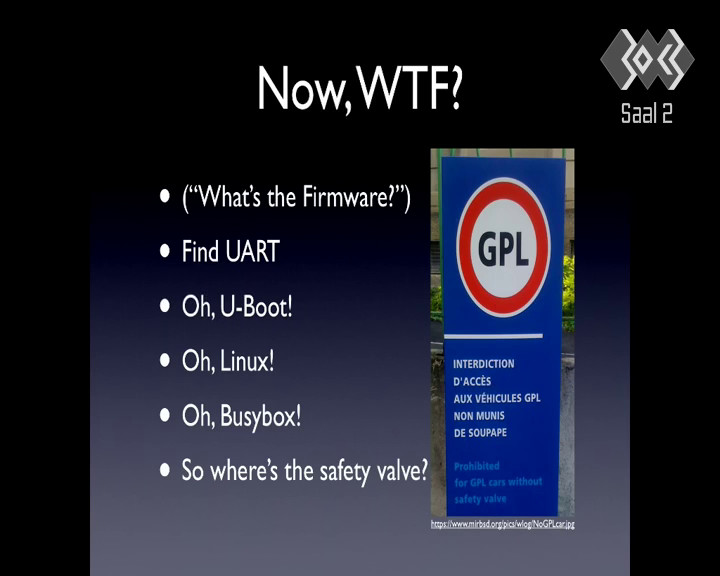 Now, WTF?
Saal 2
• ("What's the Firmware?")
• Find UART
• Oh, U-Boot!
• Oh, Linux!
• Oh, Busybox!
• So where's the safety valve?
GPL
INTERDICTION
D'ACCÈS
AUX VÉHICULES GPL
NON MUNIS
DE SOUPAPE
Prohibited
for GPL cars without
safety valve
https://www.mirbsd.org/pics/wlog/NoGPLcar.jpg